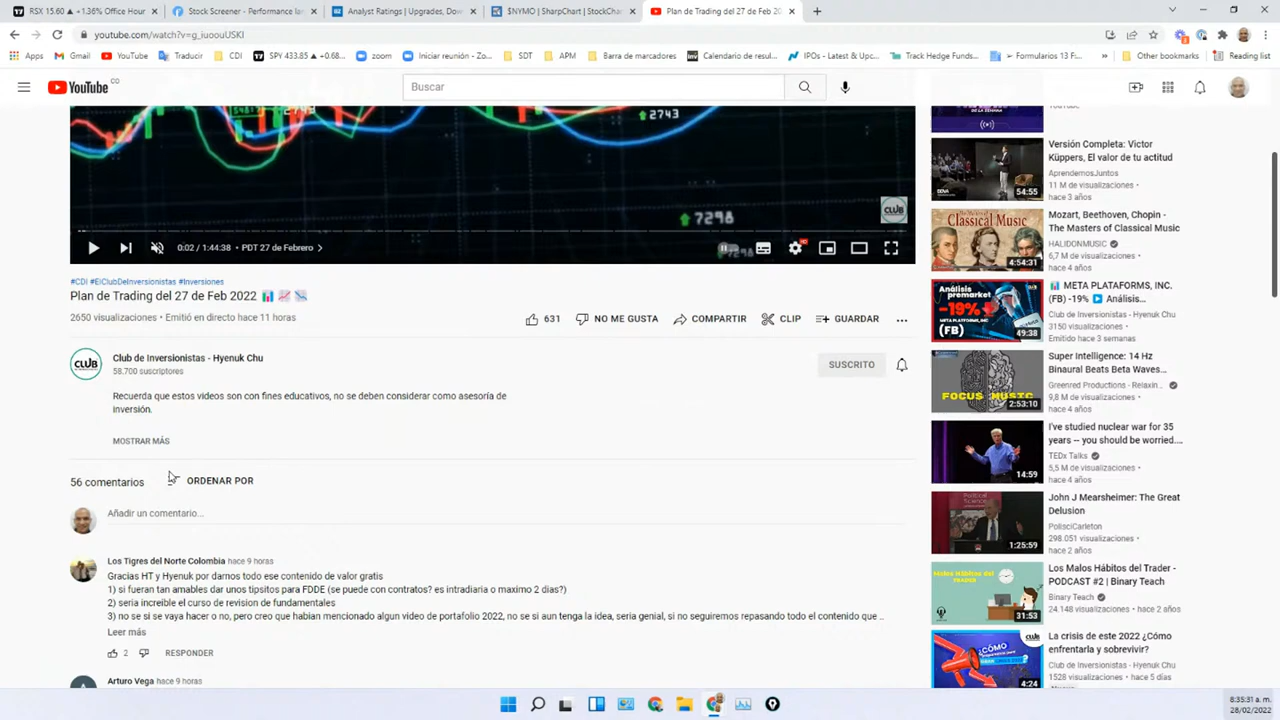 RSX 15.60 ▲ +1.36% Office Hour
Stock Screener - Performance lar
Analyst Ratings | Upgrades, Dow
$NYMO | SharpChart | StockCha
Plan de Trading del 27 de Feb 20
youtube.com/watch?v=g_iuoouUSKI
Apps
Gmail
YouTube
Traducir
CDI
SPY 433.85 ▲ +0.68...
zoom
Iniciar reunión - Zo...
SDT
APM
Barra de marcadores
Calendario de resul...
IPOs - Latest & Upc...
Track Hedge Funds...
Formularios 13 F...
Other bookmarks
Reading list
YouTube CO
Buscar
2743
7298
0:02 / 1:44:38 • PDT 27 de Febrero
#CDI #ElClubDeInversionistas #Inversiones
Plan de Trading del 27 de Feb 2022
2650 visualizaciones • Emitió en directo hace 11 horas
631
NO ME GUSTA
COMPARTIR
CLIP
GUARDAR
CLUB
Club de Inversionistas - Hyenuk Chu
58.700 suscriptores
SUSCRITO
Recuerda que estos videos son con fines educativos, no se deben considerar como asesoría de
inversión.
MOSTRAR MÁS
56 comentarios
ORDENAR POR
Añadir un comentario...
Los Tigres del Norte Colombia hace 9 horas
Gracias HT y Hyenuk por darnos todo ese contenido de valor gratis
1) si fueran tan amables dar unos tipsitos para FDDE (se puede con contratos? es intradiaria o maximo 2 dias?)
2) seria increible el curso de revision de fundamentales
3) no se si se vaya hacer o no, pero creo que habian mencionado algun video de portafolio 2022, no se si aun tenga la idea, seria genial, si no seguiremos repasando todo el contenido que ..
Leer más
2
RESPONDER
Arturo Vega hace 9 horas
DE LA SEMANA
Versión Completa: Victor
Küppers, El valor de tu actitud
AprendemosJuntos
11 M de visualizaciones •
hace 3 años
54:55
Classical Music
Mozart, Beethoven, Chopin -
The Masters of Classical Music
HALIDONMUSIC
6,7 M de visualizaciones •
hace 4 años
4:54:31
Análisis
premarket
-19%
(FB)
META PLATAFORMS, INC.
(FB) -19% Análisis...
Club de Inversionistas - Hyenuk Chu
3150 visualizaciones •
Emitido hace 3 semanas
49:38
FOCUS MUSIC
Super Intelligence: 14 Hz
Binaural Beats Beta Waves...
Greenred Productions - Relaxin...
9,8 M de visualizaciones •
hace 4 años
2:53:10
I've studied nuclear war for 35
years -- you should be worried....
TEDx Talks
5,5 M de visualizaciones •
hace 4 años
14:59
John J Mearsheimer: The Great
Delusion
PolisciCarleton
298.051 visualizaciones •
hace 2 años
1:25:59
Malos Hábitos del
TRADER
Los Malos Hábitos del Trader -
PODCAST #2 | Binary Teach
Binary Teach
24.148 visualizaciones • hace 2 años
31:53
¿CÓMO
La crisis de este 2022 ¿Cómo
enfrentarla y sobrevivir?
Club de Inversionistas - Hyenuk Chu
1528 visualizaciones • hace 5 días
4:24
8:35:31 a. m.
28/02/2022